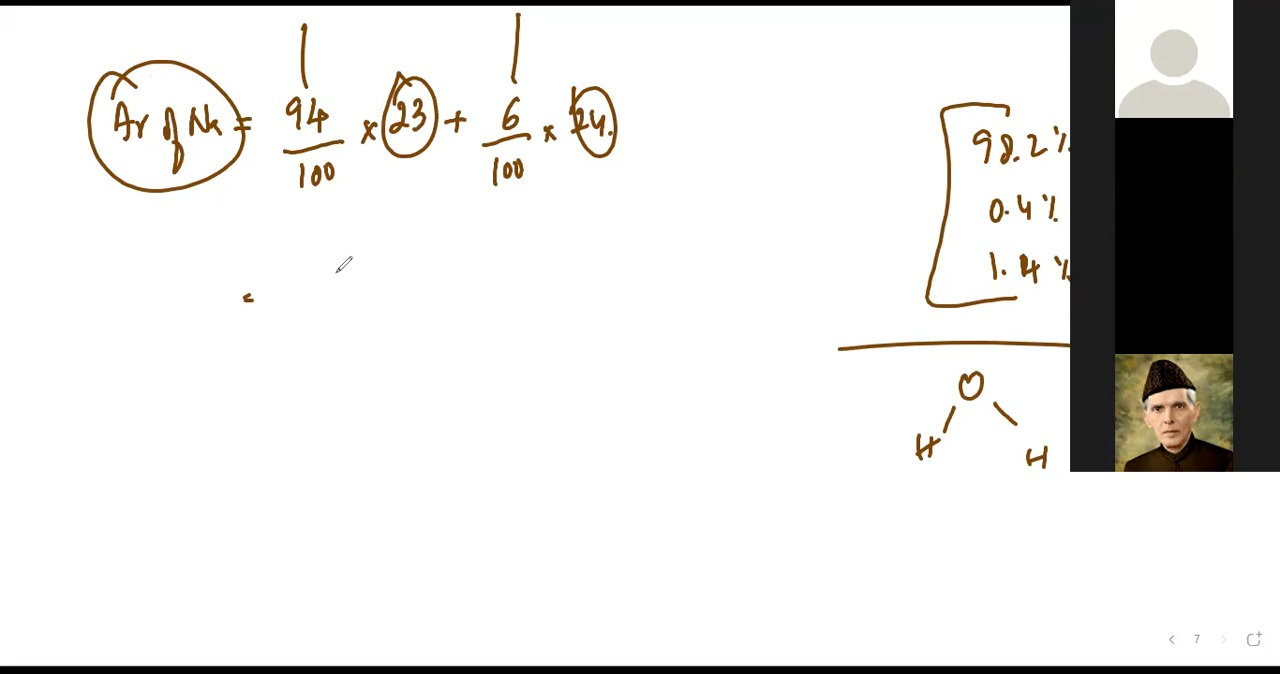 Ar of Na = 94/100 × 23 + 6/100 × 24.
=
98.2%
0.4%
1.4%
O
H H
7